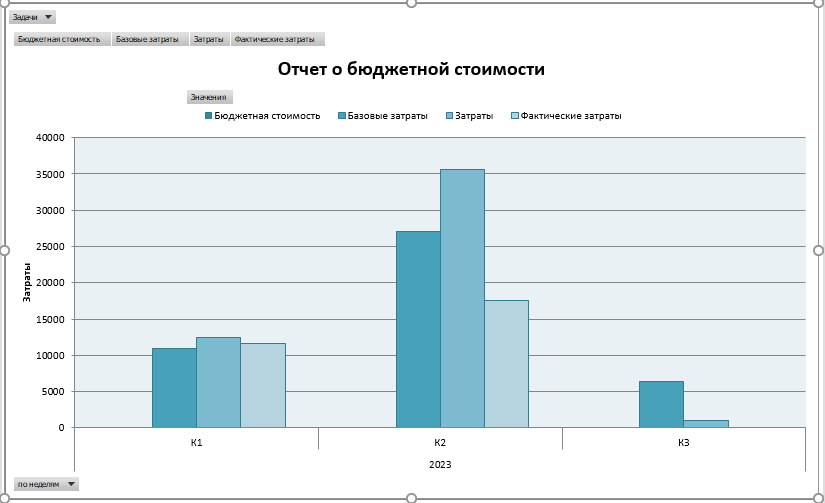 Задачи
Бюджетная стоимость Базовые затраты Затраты Фактические затраты
Отчет о бюджетной стоимости
Значения
Бюджетная стоимость Базовые затраты Затраты Фактические затраты
40000
35000
30000
25000
20000
15000
10000
5000
0
Затраты
К1 К2 К3
2023
по неделям